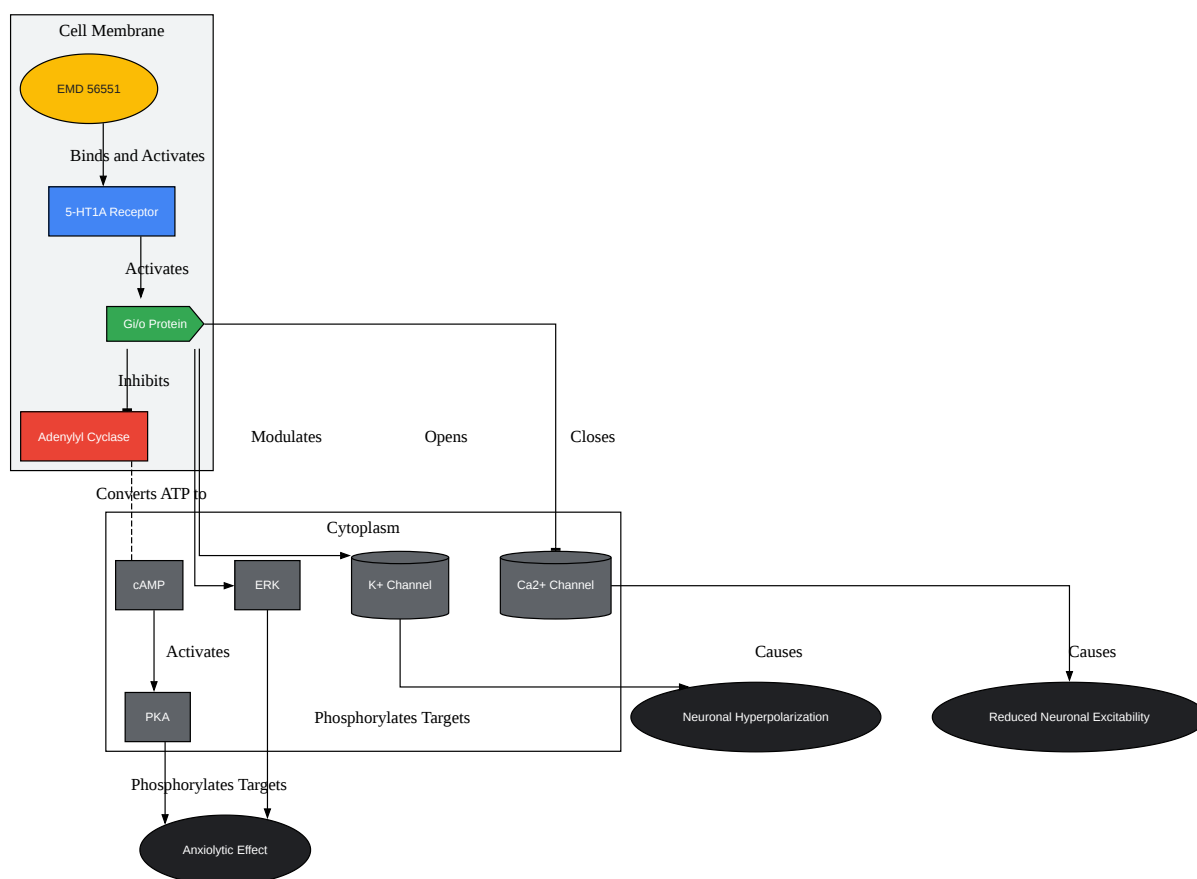 Cell Membrane
EMD 56551
Binds and Activates
5-HT1A Receptor
Activates
Gi/o Protein
Inhibits
Adenylyl Cyclase
Modulates
Opens
Closes
Converts ATP to
Cytoplasm
cAMP
ERK
K+ Channel
Ca2+ Channel
Activates
Causes
Causes
PKA
Phosphorylates Targets
Neuronal Hyperpolarization
Reduced Neuronal Excitability
Phosphorylates Targets
Anxiolytic Effect